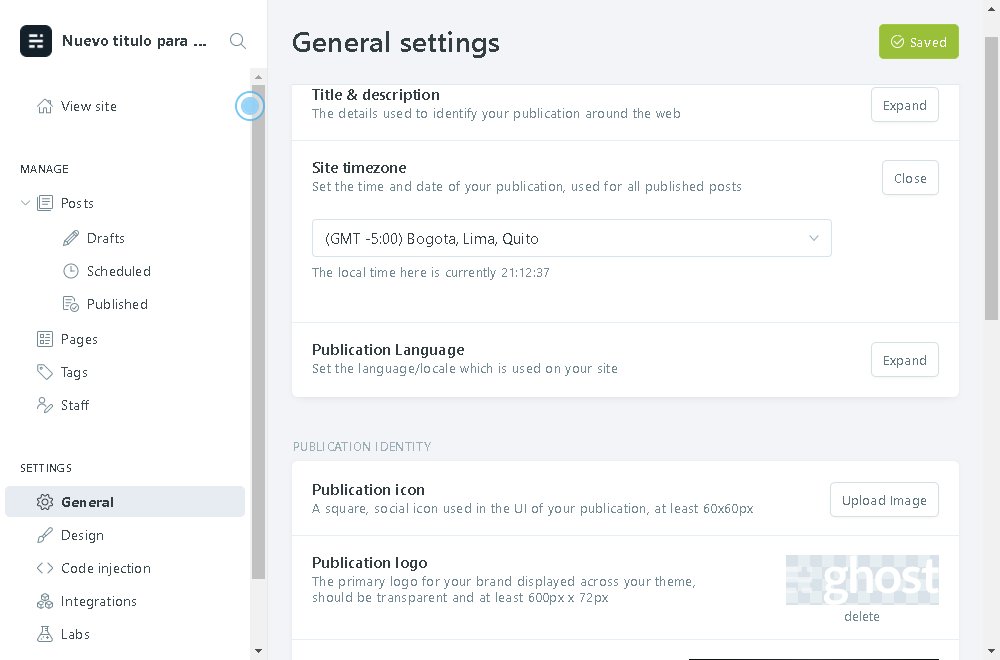 Nuevo titulo para ...
View site
MANAGE
Posts
Drafts
Scheduled
Published
Pages
Tags
Staff
SETTINGS
General
Design
Code injection
Integrations
Labs
General settings
Saved
Title & description
The details used to identify your publication around the web
Expand
Site timezone
Set the time and date of your publication, used for all published posts
Close
(GMT -5:00) Bogota, Lima, Quito
The local time here is currently 21:12:37
Publication Language
Set the language/locale which is used on your site
Expand
PUBLICATION IDENTITY
Publication icon
A square, social icon used in the UI of your publication, at least 60x60px
Upload Image
Publication logo
The primary logo for your brand displayed across your theme,
should be transparent and at least 600px x 72px
ghost
delete